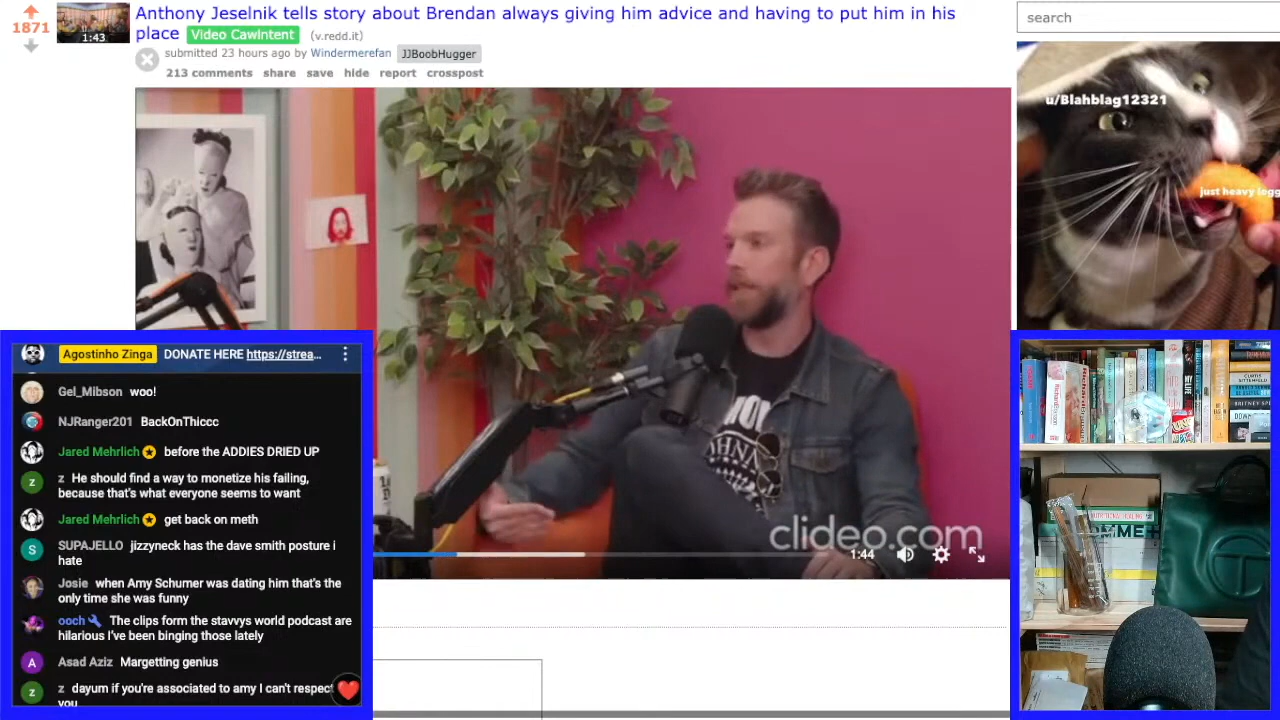 1871
1:43
Anthony Jeselnik tells story about Brendan always giving him advice and having to put him in his
place Video CawIntent (v.redd.it)
submitted 23 hours ago by Windermerefan JJBoobHugger
213 comments share save hide report crosspost
search
u/Blahblag12321
just heavy legg
clideo.com
1:44
Agostinho Zinga DONATE HERE https://strea...
Gel_Mibson woo!
NJRanger201 BackOnThiccc
Jared Mehrlich before the ADDIES DRIED UP
z He should find a way to monetize his failing,
because that's what everyone seems to want
Jared Mehrlich get back on meth
SUPAJELLO jizzyneck has the dave smith posture i
hate
Josie when Amy Schumer was dating him that's the
only time she was funny
ooch The clips form the stavvys world podcast are
hilarious I've been binging those lately
Asad Aziz Margetting genius
z dayum if you're associated to amy I can't respect
you
CURTIS
SITTENFELD
BRITNEY